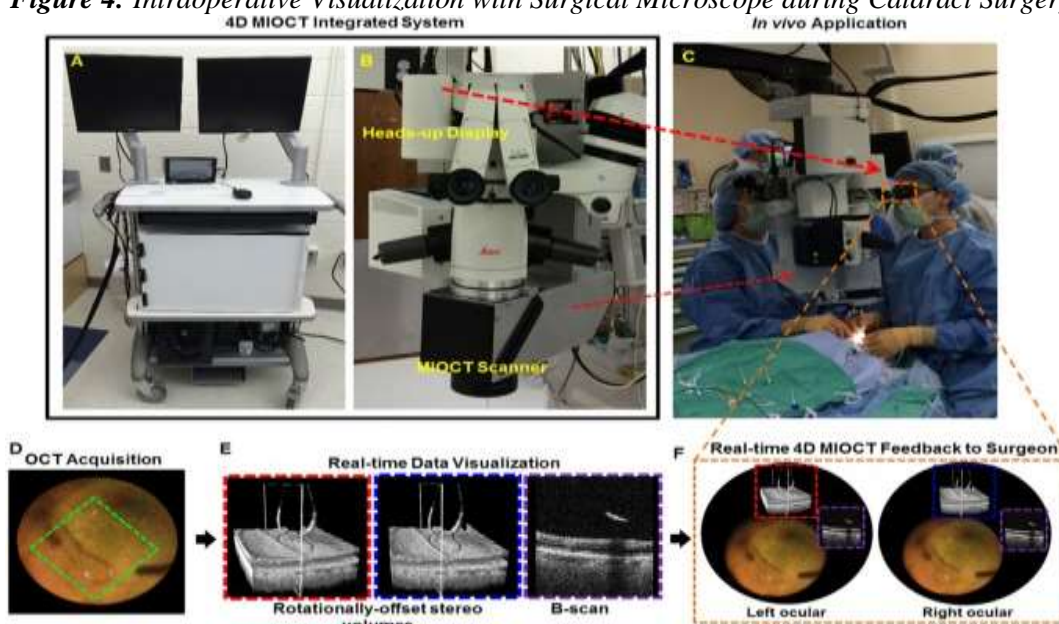 Figure 4. Intraoperative Visualization with Surgical Microscope during Cataract Surgery
4D MIOCT Integrated System
In vivo Application
A
B
C
Heads-up Display
Leica
MIOCT Scanner
D
OCT Acquisition
E
Real-time Data Visualization
F
Real-time 4D MIOCT Feedback to Surgeon
Rotationally-offset stereo
volumes
B-scan
Left ocular
Right ocular